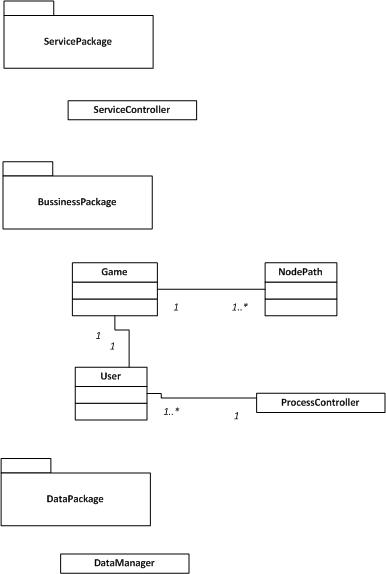 ServicePackage
ServiceController
BussinessPackage
Game
NodePath
1
1..*
1
1
User
ProcessController
1..*
1
DataPackage
DataManager